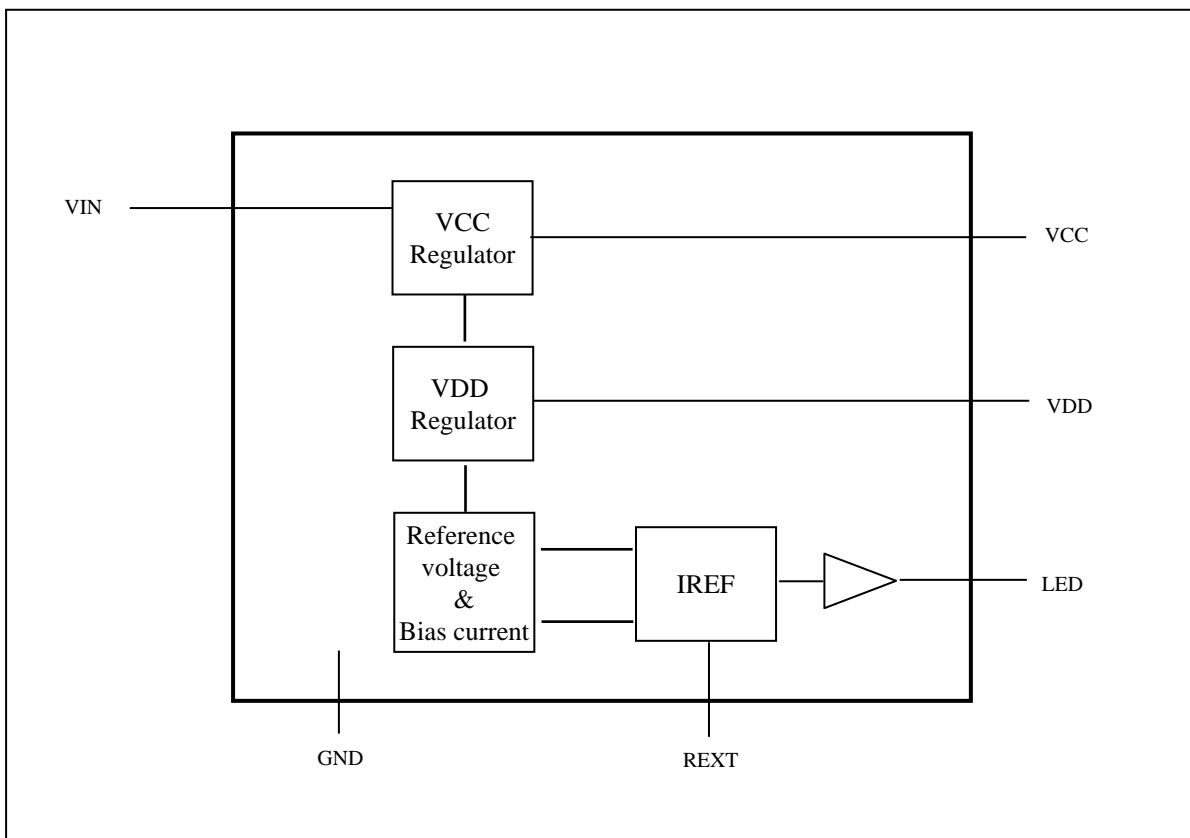 VIN
VCC
Regulator
VCC
VDD
Regulator
VDD
Reference
voltage
&
Bias current
IREF
LED
GND
REXT